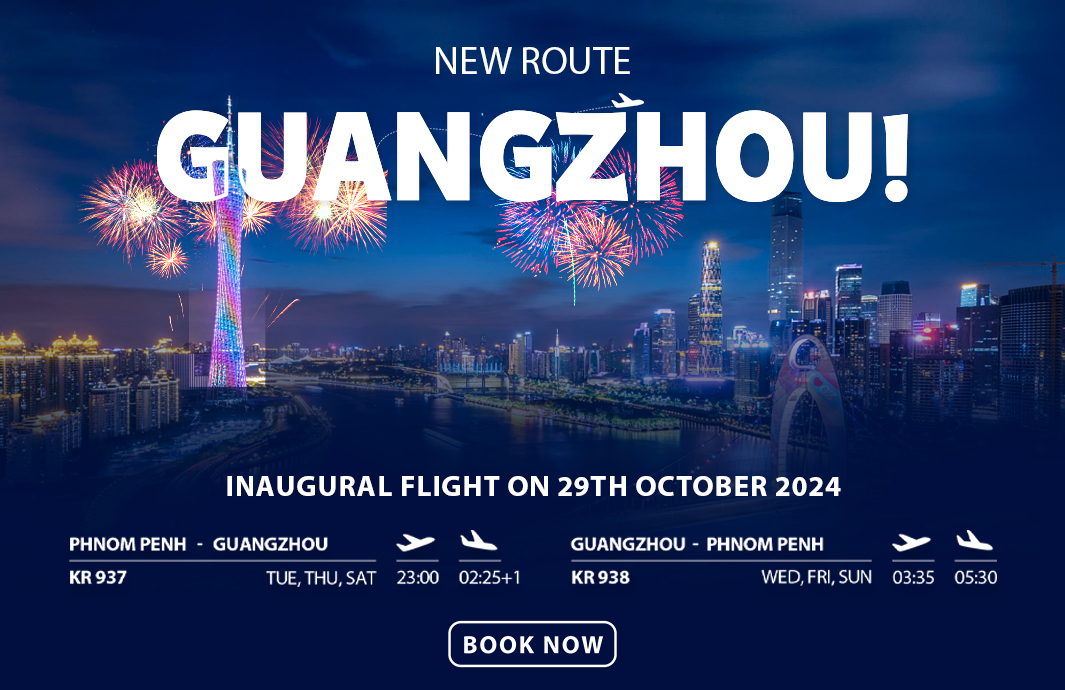 NEW ROUTE
GUANGZHOU!
INAUGURAL FLIGHT ON 29TH OCTOBER 2024
PHNOM PENH - GUANGZHOU
KR 937 TUE, THU, SAT 23:00 02:25+1
GUANGZHOU - PHNOM PENH
KR 938 WED, FRI, SUN 03:35 05:30
BOOK NOW